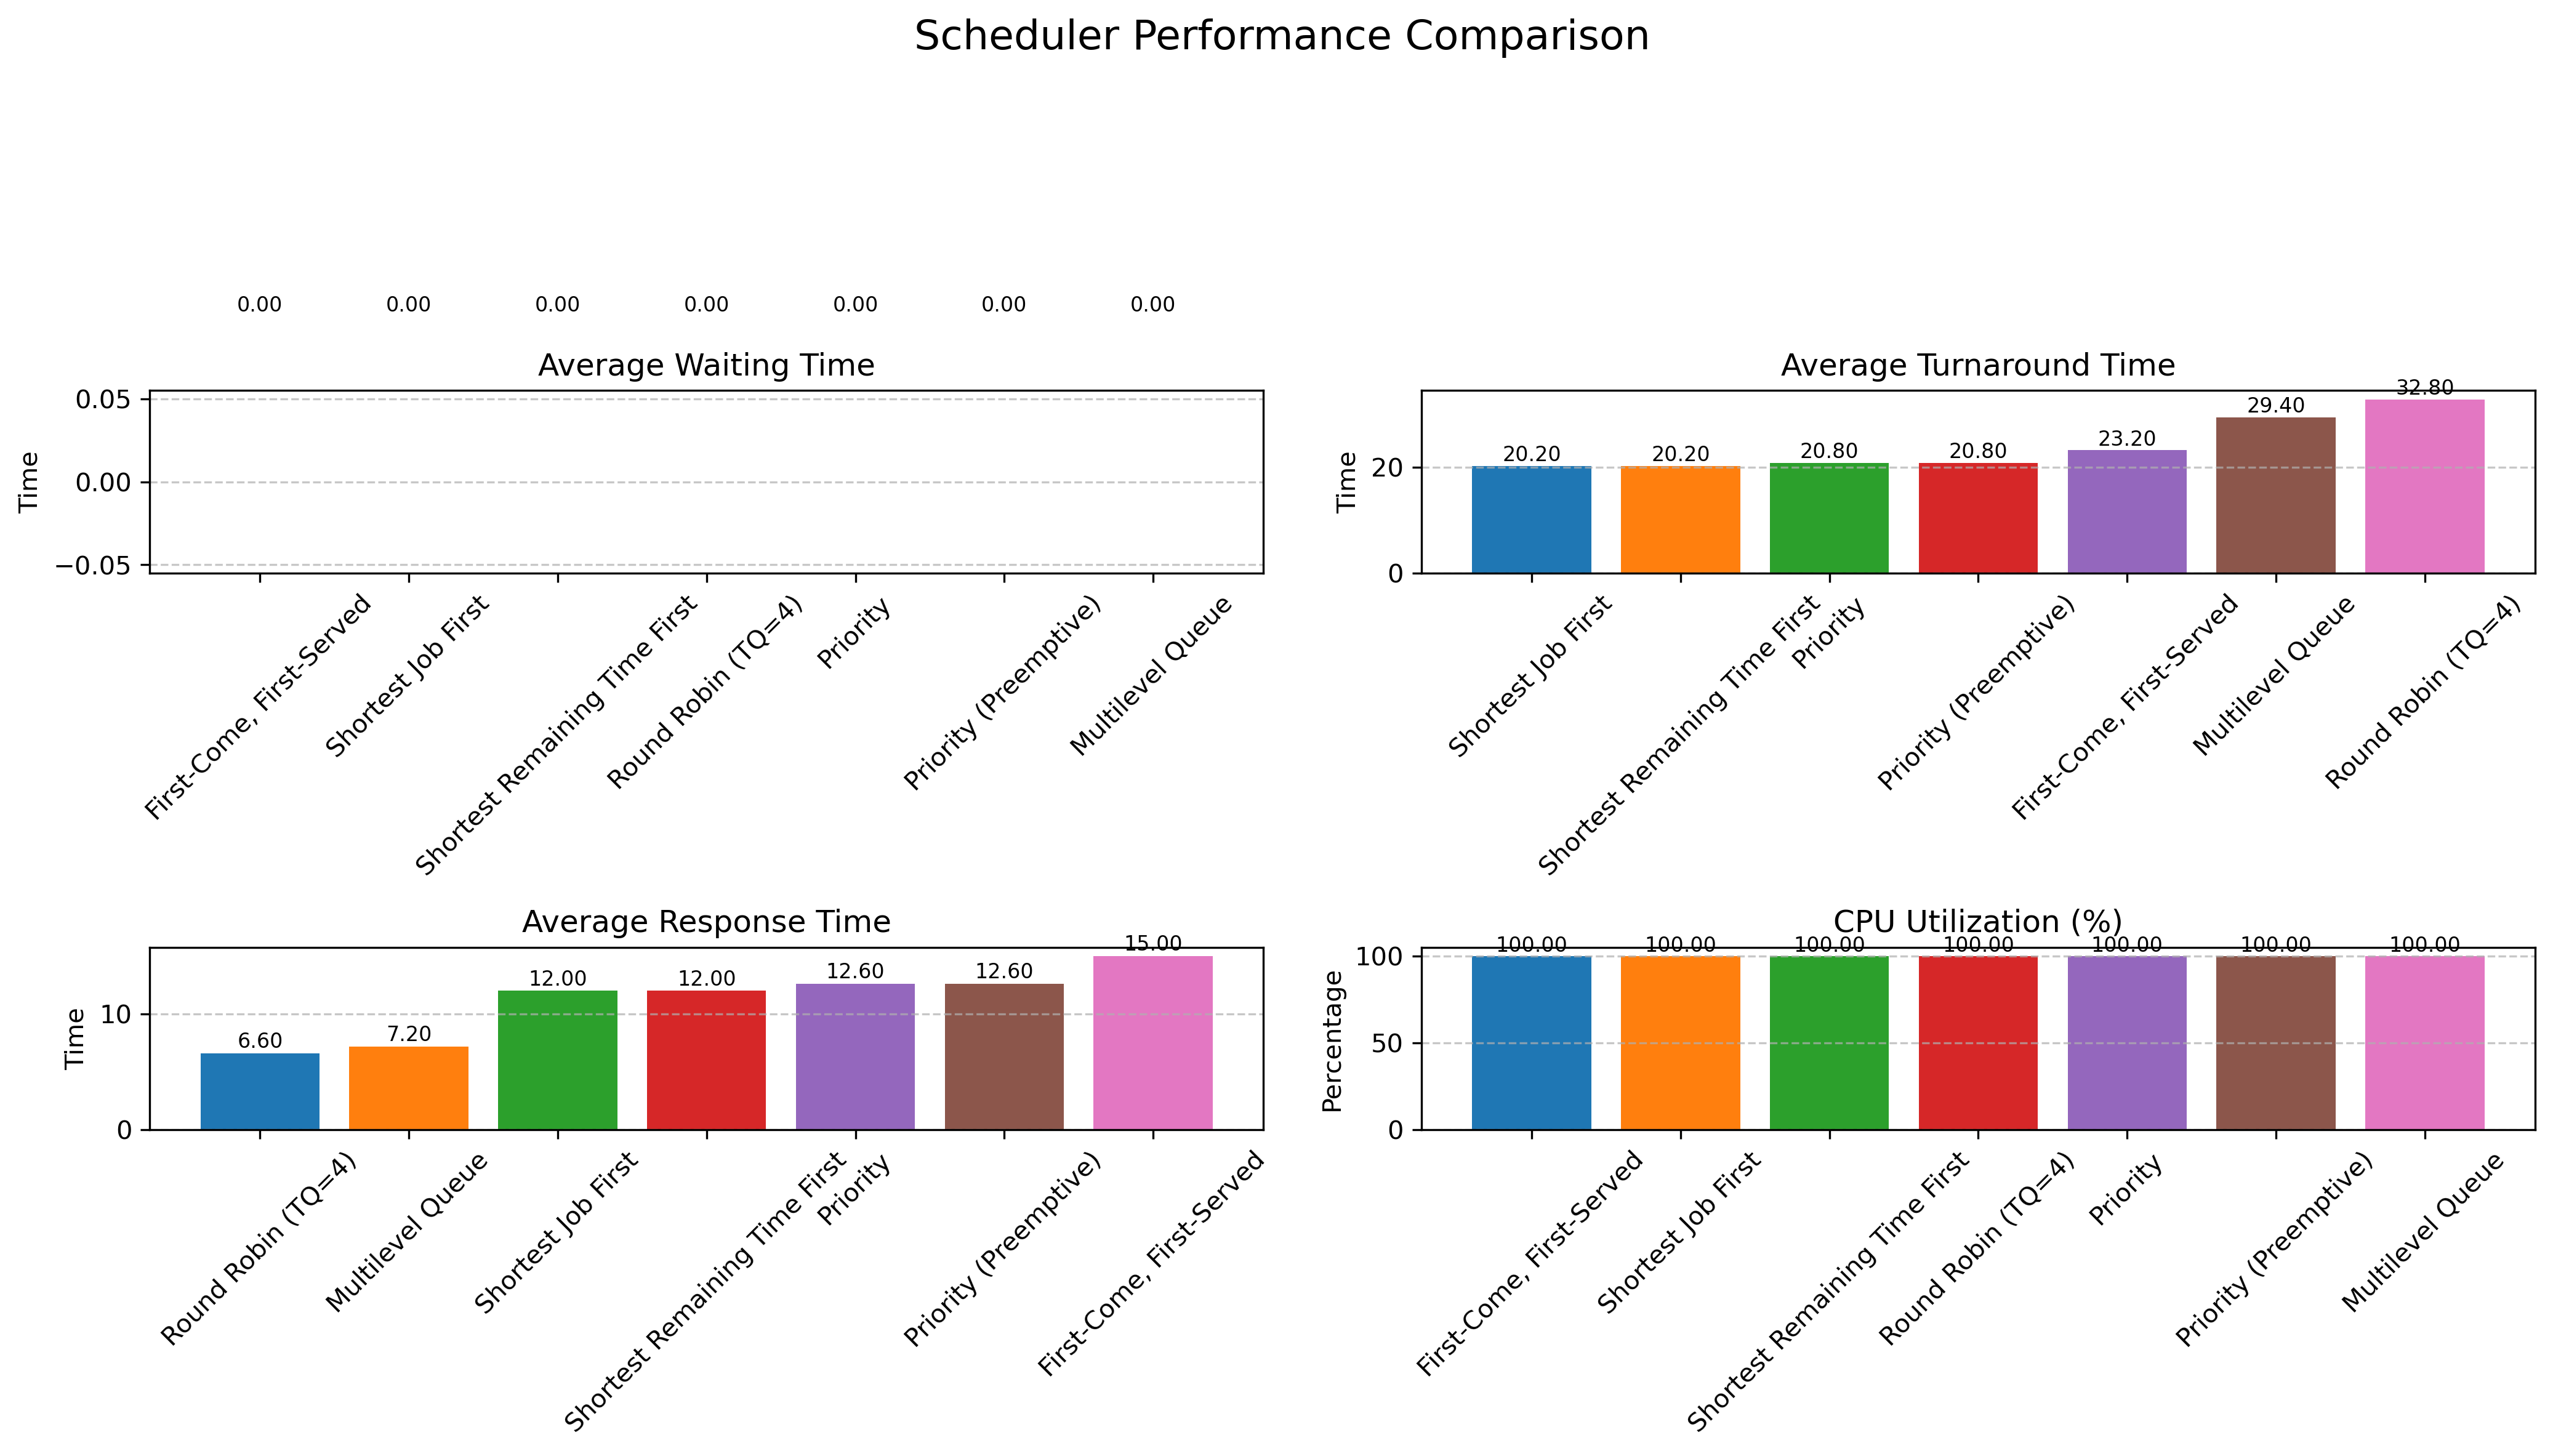 Scheduler Performance Comparison
0.00 0.00 0.00 0.00 0.00 0.00 0.00
Average Waiting Time
Time
0.05
0.00
−0.05
First-Come, First-Served
Shortest Job First
Shortest Remaining Time First
Round Robin (TQ=4)
Priority
Priority (Preemptive)
Multilevel Queue
Average Turnaround Time
Time
20
0
20.20 20.20 20.80 20.80 23.20 29.40 32.80
Shortest Job First
Shortest Remaining Time First
Priority
Priority (Preemptive)
First-Come, First-Served
Multilevel Queue
Round Robin (TQ=4)
Average Response Time
Time
10
0
6.60 7.20 12.00 12.00 12.60 12.60 15.00
Round Robin (TQ=4)
Multilevel Queue
Shortest Job First
Shortest Remaining Time First
Priority
Priority (Preemptive)
First-Come, First-Served
CPU Utilization (%)
Percentage
100
50
0
100.00 100.00 100.00 100.00 100.00 100.00 100.00
First-Come, First-Served
Shortest Job First
Shortest Remaining Time First
Round Robin (TQ=4)
Priority
Priority (Preemptive)
Multilevel Queue